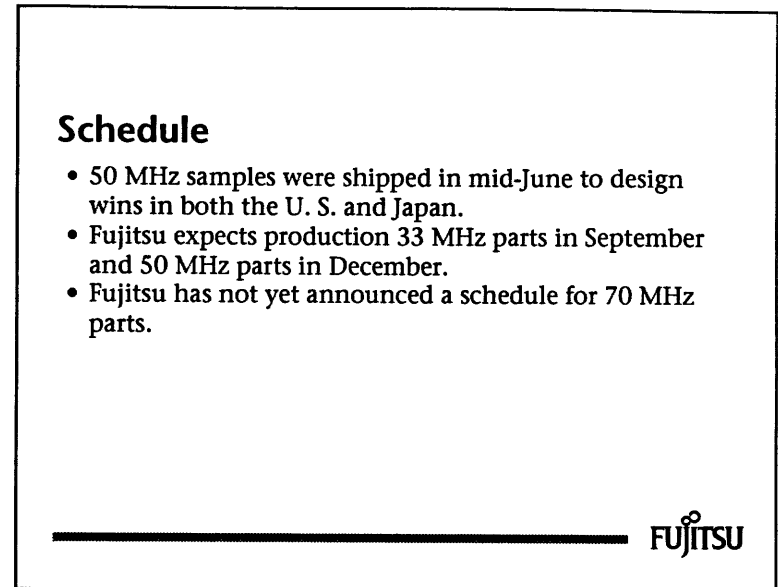 Schedule
• 50 MHz samples were shipped in mid-June to design
wins in both the U. S. and Japan.
• Fujitsu expects production 33 MHz parts in September
and 50 MHz parts in December.
• Fujitsu has not yet announced a schedule for 70 MHz
parts.
FUJITSU